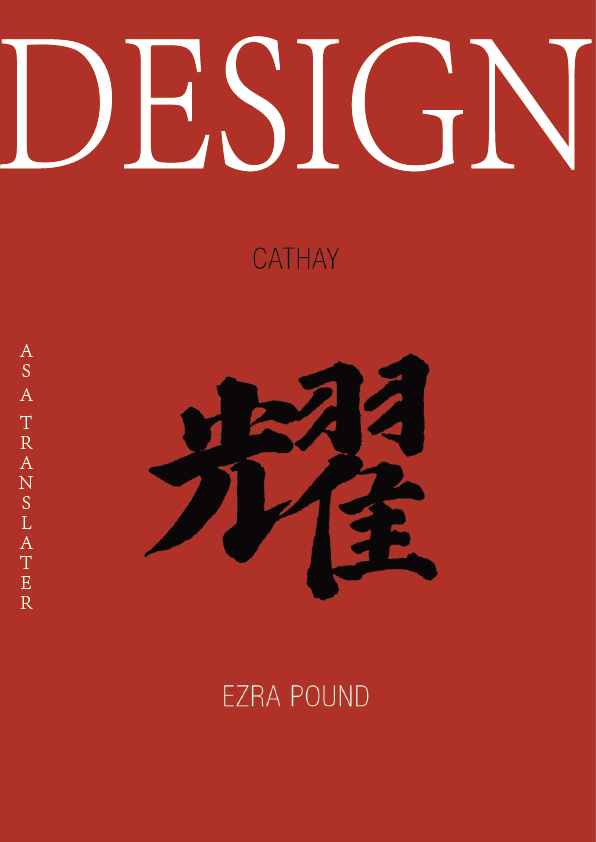 DESIGN
CATHAY
AS A TRANSLATER
耀
EZRA POUND